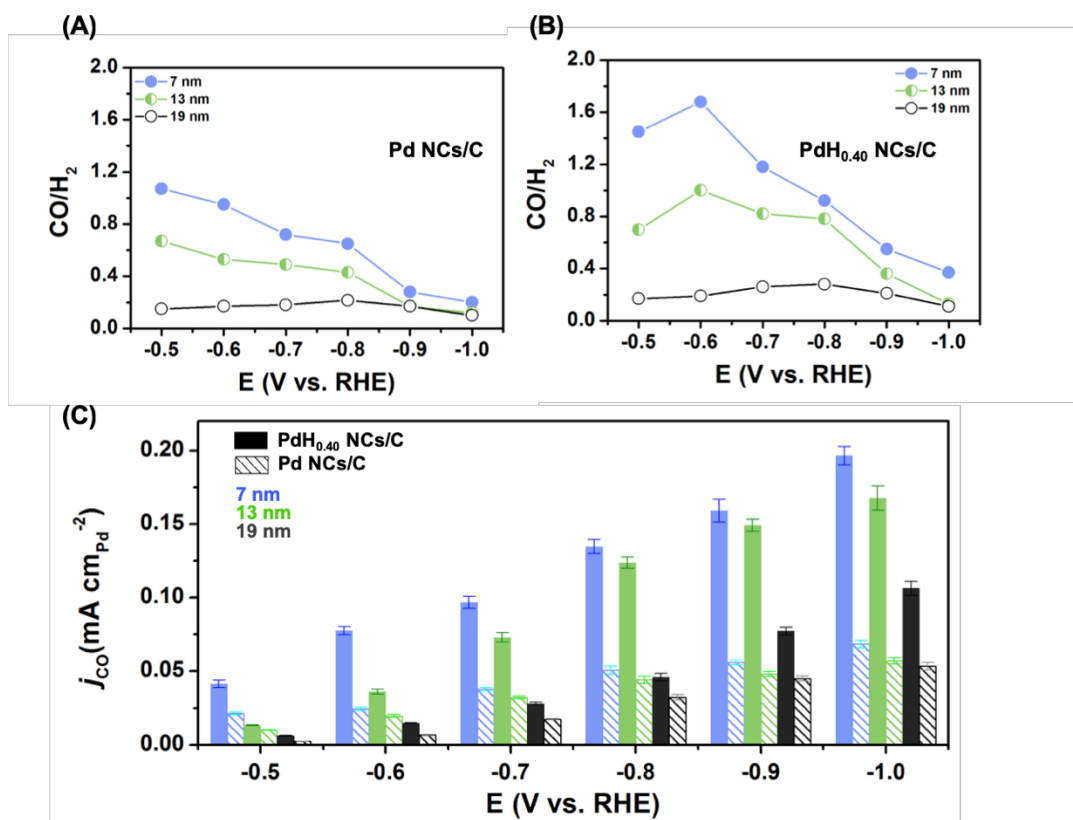 (A)
2.0
1.6
1.2
0.8
0.4
0.0
CO/H₂
7 nm
13 nm
19 nm
Pd NCs/C
-0.5 -0.6 -0.7 -0.8 -0.9 -1.0
E (V vs. RHE)
(B)
2.0
1.6
1.2
0.8
0.4
0.0
CO/H₂
7 nm
13 nm
19 nm
PdH₀.₄₀ NCs/C
-0.5 -0.6 -0.7 -0.8 -0.9 -1.0
E (V vs. RHE)
(C)
0.20
0.15
0.10
0.05
0.00
jCO(mA cmPd⁻²)
PdH₀.₄₀ NCs/C
Pd NCs/C
7 nm
13 nm
19 nm
-0.5 -0.6 -0.7 -0.8 -0.9 -1.0
E (V vs. RHE)